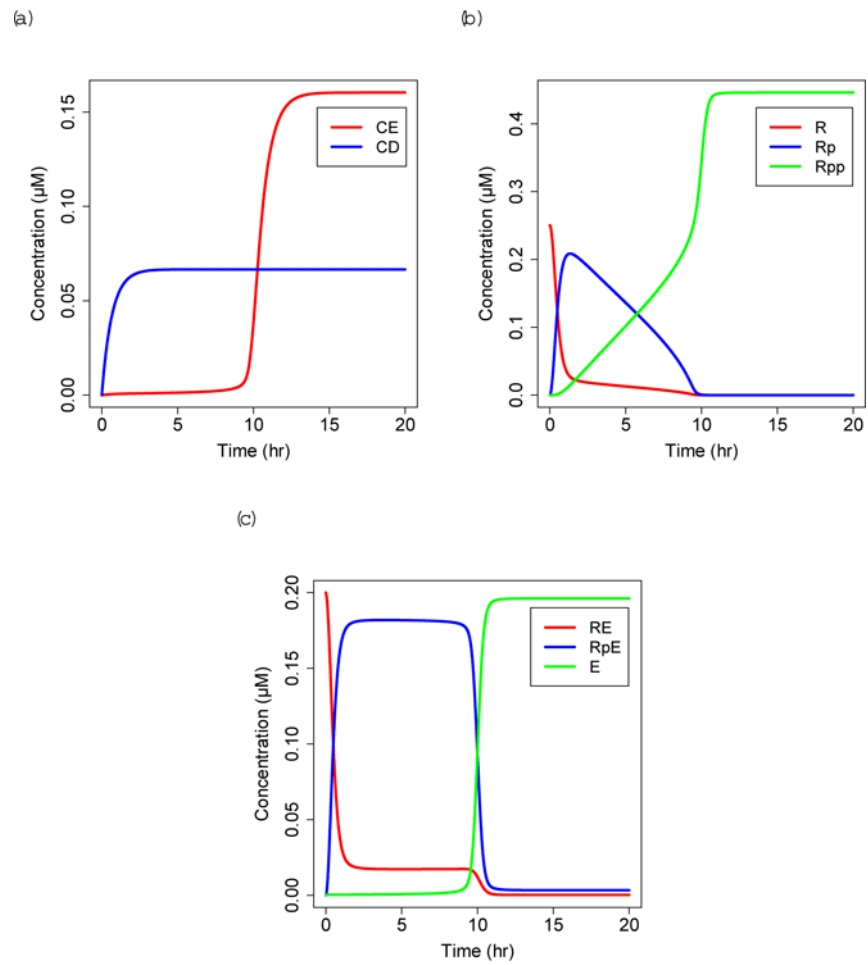 (a)
Concentration (µM)
0.15
0.10
0.05
0.00
CE
CD
0 5 10 15 20
Time (hr)
(b)
Concentration (µM)
0.4
0.3
0.2
0.1
0.0
R
Rp
Rpp
0 5 10 15 20
Time (hr)
(c)
Concentration (µM)
0.20
0.15
0.10
0.05
0.00
RE
RpE
E
0 5 10 15 20
Time (hr)